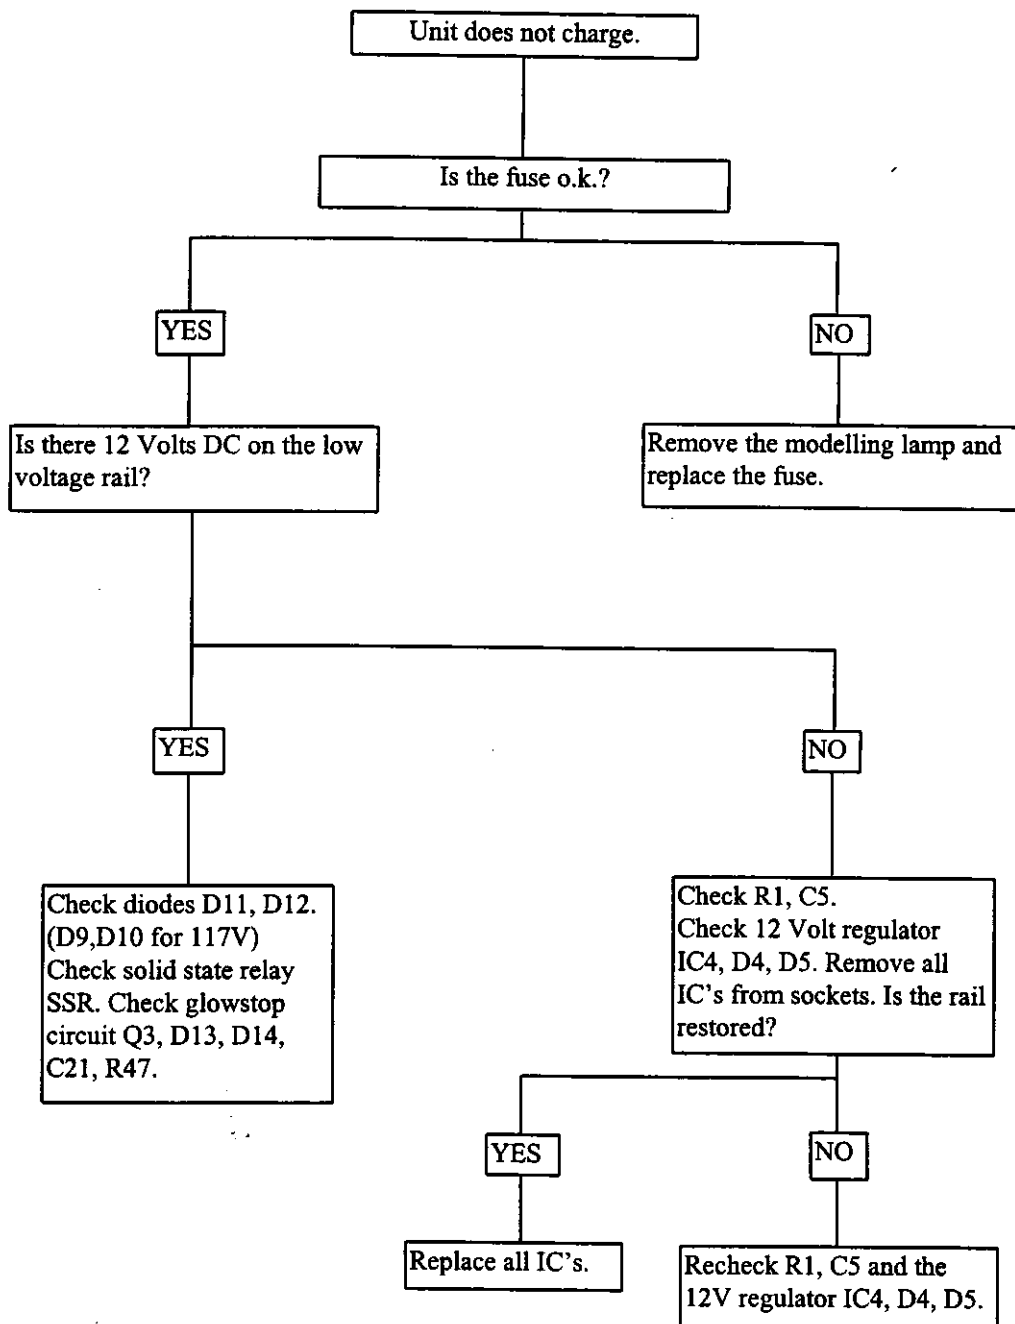 Unit does not charge.
Is the fuse o.k.?
YES
NO
Is there 12 Volts DC on the low
voltage rail?
Remove the modelling lamp and
replace the fuse.
YES
NO
Check diodes D11, D12.
(D9,D10 for 117V)
Check solid state relay
SSR. Check glowstop
circuit Q3, D13, D14,
C21, R47.
Check R1, C5.
Check 12 Volt regulator
IC4, D4, D5. Remove all
IC's from sockets. Is the rail
restored?
YES
NO
Replace all IC's.
Recheck R1, C5 and the
12V regulator IC4, D4, D5.